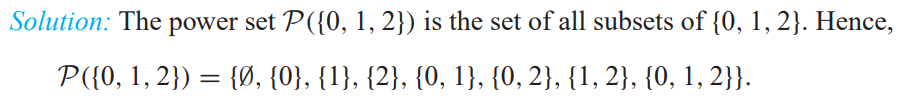 Solution: The power set 𝒫({0, 1, 2}) is the set of all subsets of {0, 1, 2}. Hence,
𝒫({0, 1, 2}) = {∅, {0}, {1}, {2}, {0, 1}, {0, 2}, {1, 2}, {0, 1, 2}}.